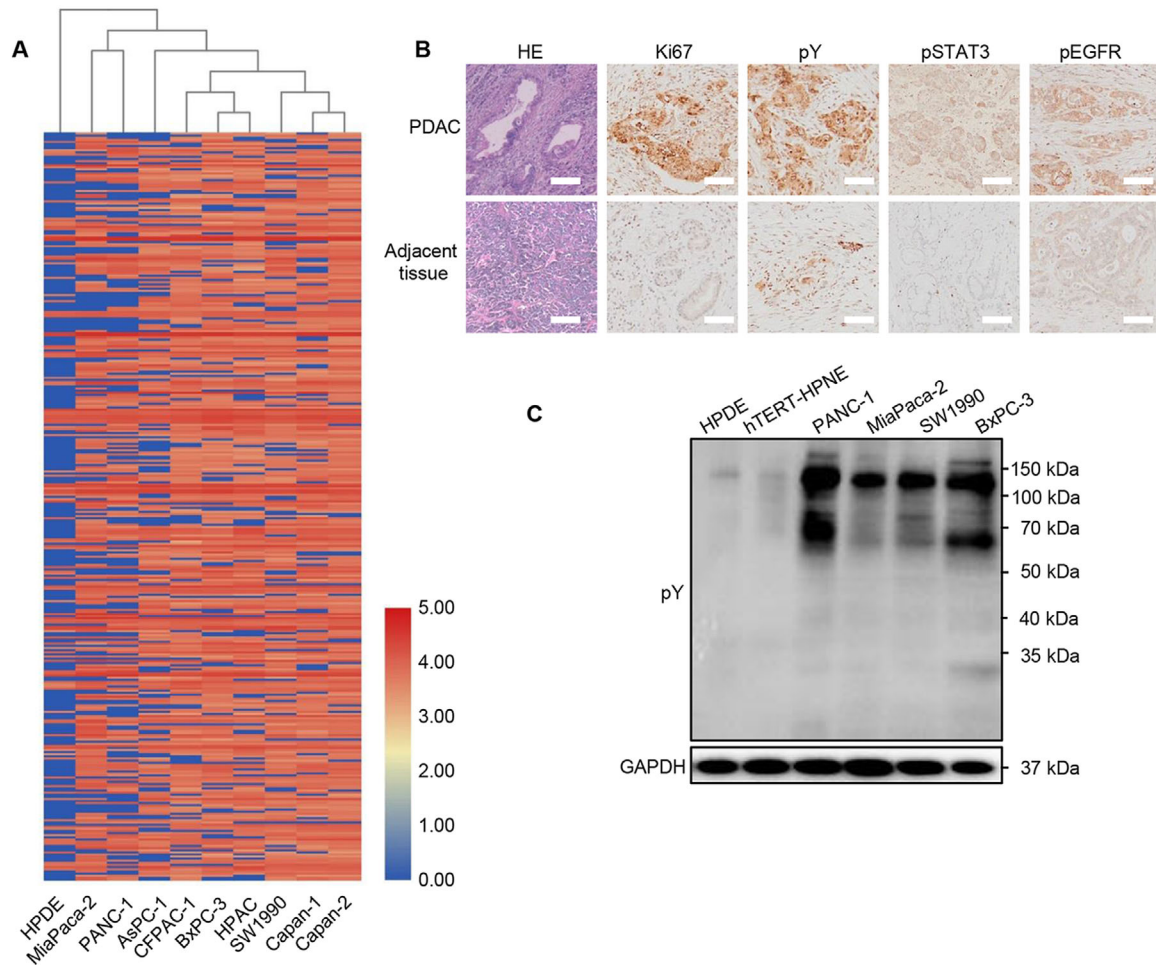 A
B
HE Ki67 pY pSTAT3 pEGFR
PDAC
Adjacent
tissue
C
HPDE hTERT-HPNE PANC-1 MiaPaca-2 SW1990 BxPC-3
150 kDa
100 kDa
70 kDa
pY
50 kDa
40 kDa
35 kDa
GAPDH 37 kDa
5.00
4.00
3.00
2.00
1.00
0.00
HPDE MiaPaca-2 PANC-1 AsPC-1 CFPAC-1 BxPC-3 HPAC SW1990 Capan-1 Capan-2